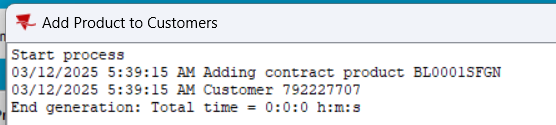 Add Product to Customers
Start process
03/12/2025 5:39:15 AM Adding contract product BL0001SFGN
03/12/2025 5:39:15 AM Customer 792227707
End generation: Total time = 0:0:0 h:m:s